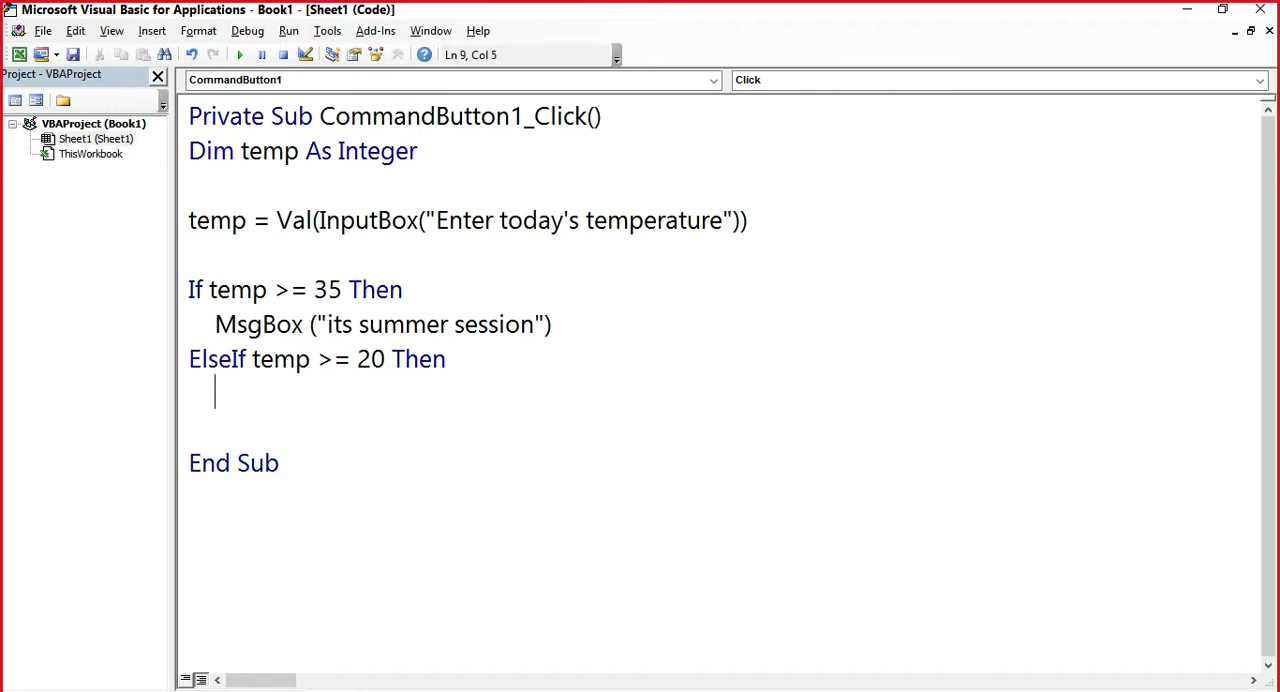 Microsoft Visual Basic for Applications - Book1 - [Sheet1 (Code)]
File Edit View Insert Format Debug Run Tools Add-Ins Window Help
Ln 9, Col 5
Project - VBAProject
CommandButton1
Click
VBAProject (Book1)
Sheet1 (Sheet1)
ThisWorkbook
Private Sub CommandButton1_Click()
Dim temp As Integer
temp = Val(InputBox("Enter today's temperature"))
If temp >= 35 Then
MsgBox ("its summer session")
ElseIf temp >= 20 Then
End Sub